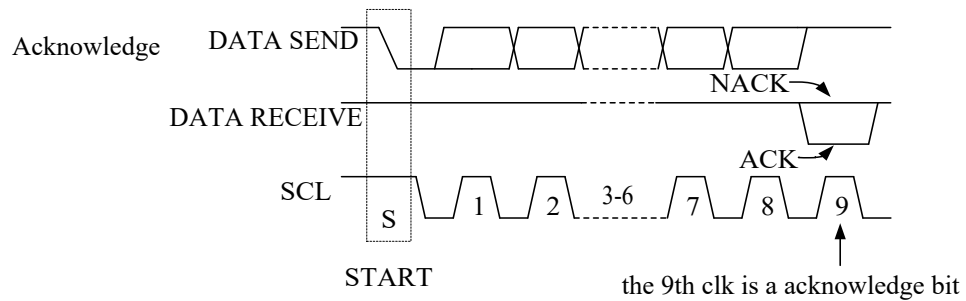 Acknowledge
DATA SEND
NACK
DATA RECEIVE
ACK
SCL
S
1
2
3-6
7
8
9
START
the 9th clk is a acknowledge bit